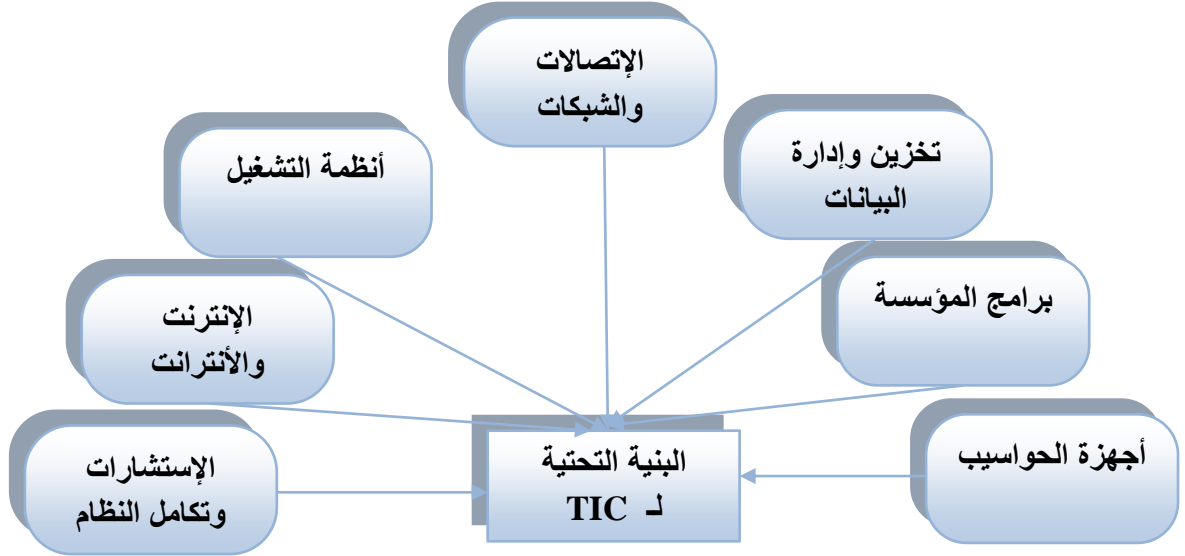 الإتصالات
والشبكات
تخزين وإدارة
البيانات
أنظمة التشغيل
برامج المؤسسة
الإنترنت
والأنترانت
أجهزة الحواسيب
البنية التحتية
لـ TIC
الإستشارات
وتكامل النظام